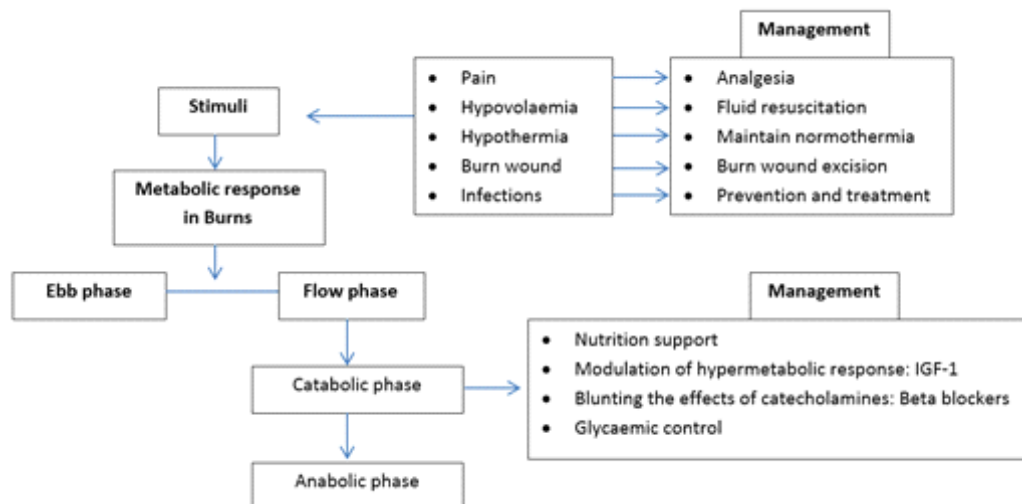 Management
• Pain
• Hypovolaemia
• Hypothermia
• Burn wound
• Infections
• Analgesia
• Fluid resuscitation
• Maintain normothermia
• Burn wound excision
• Prevention and treatment
Stimuli
Metabolic response
in Burns
Ebb phase
Flow phase
Management
• Nutrition support
• Modulation of hypermetabolic response: IGF-1
• Blunting the effects of catecholamines: Beta blockers
• Glycaemic control
Catabolic phase
Anabolic phase